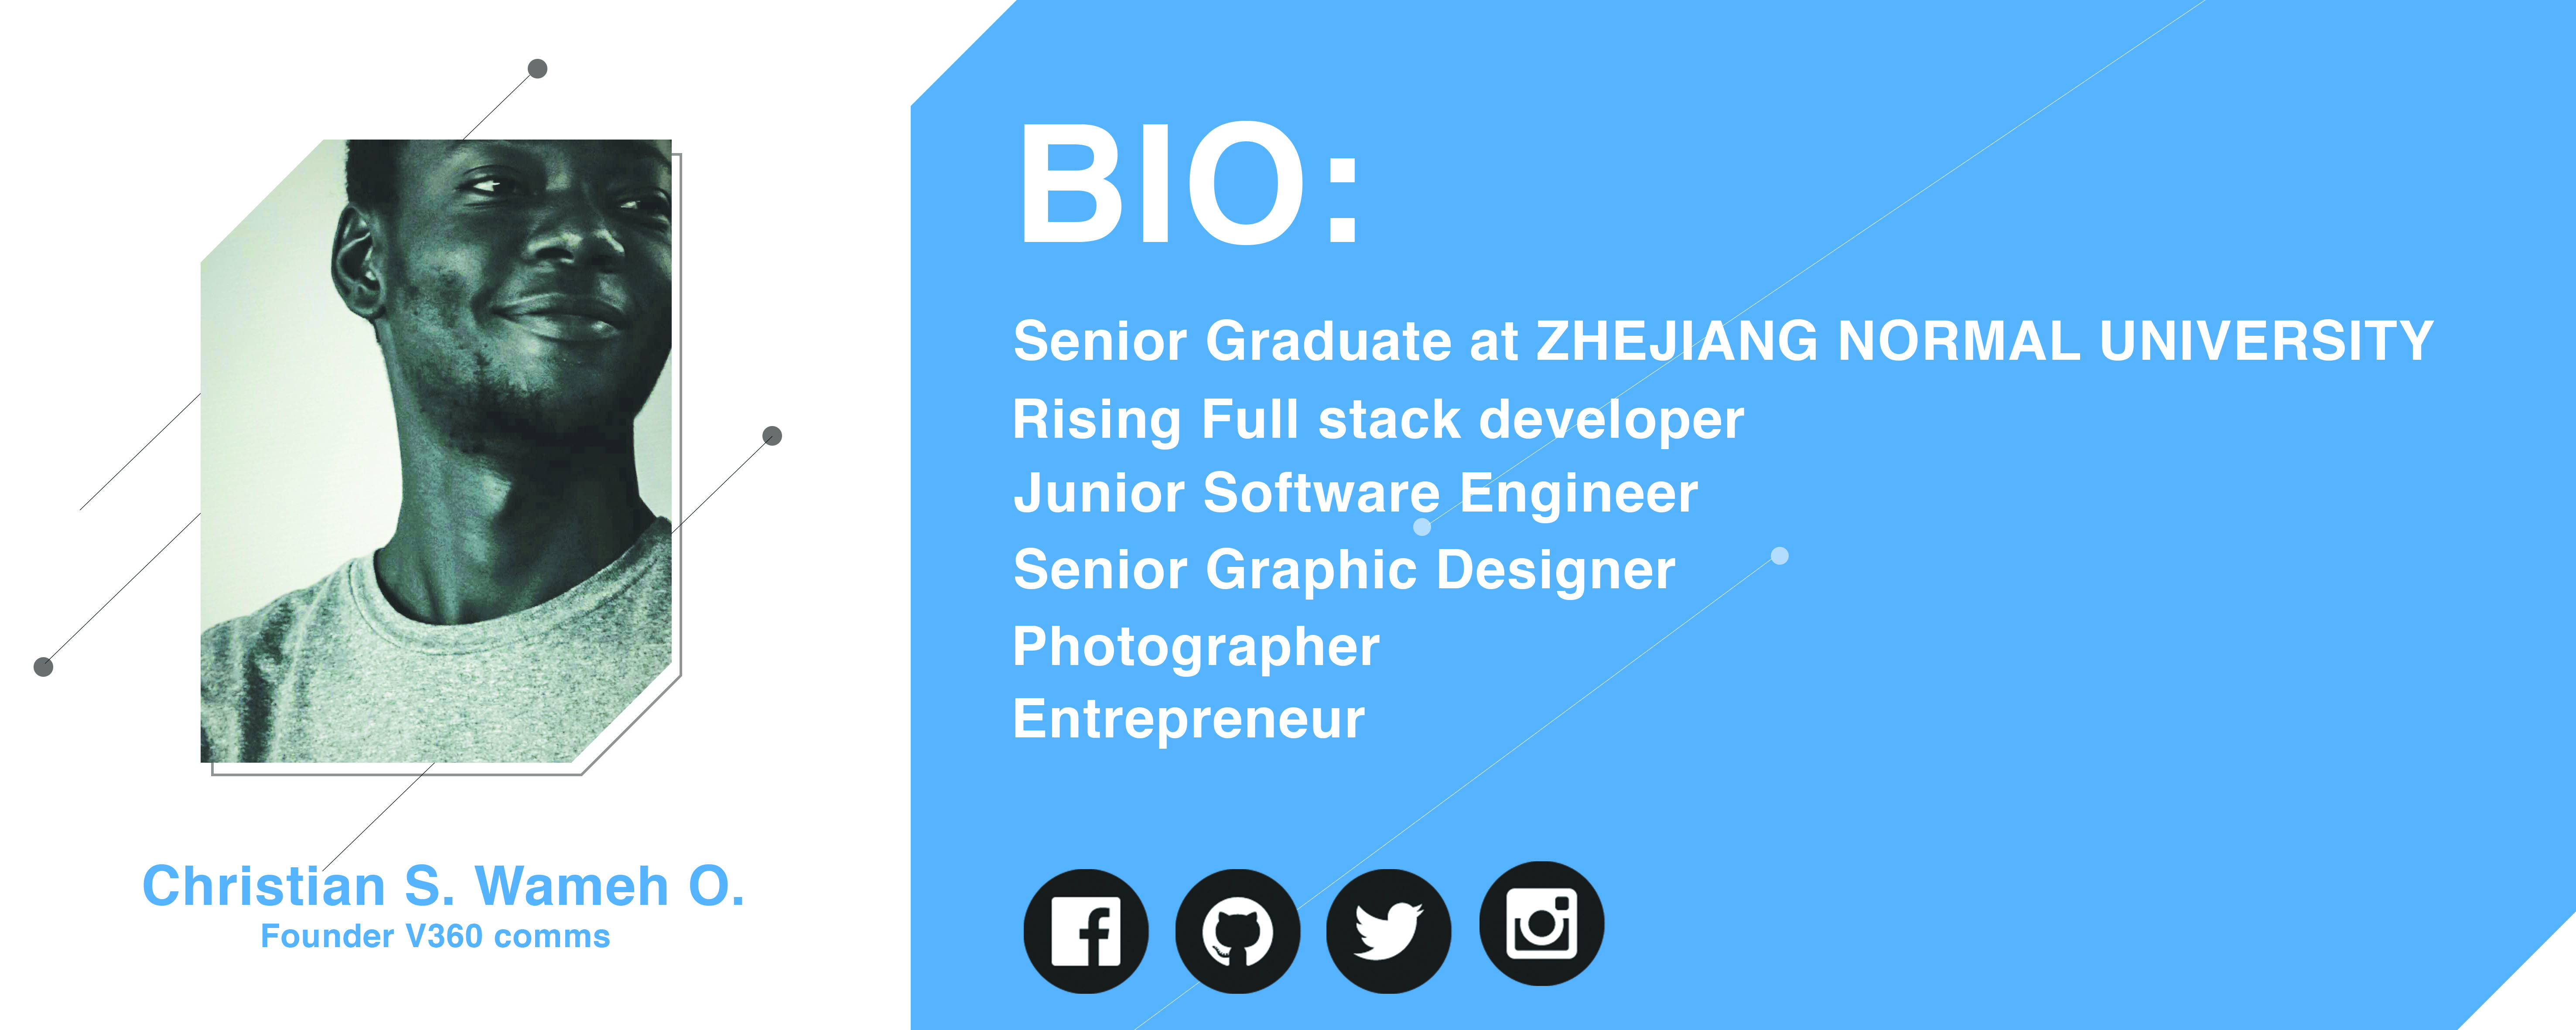 BIO:
Senior Graduate at ZHEJIANG NORMAL UNIVERSITY
Rising Full stack developer
Junior Software Engineer
Senior Graphic Designer
Photographer
Entrepreneur
Christian S. Wameh O.
Founder V360 comms